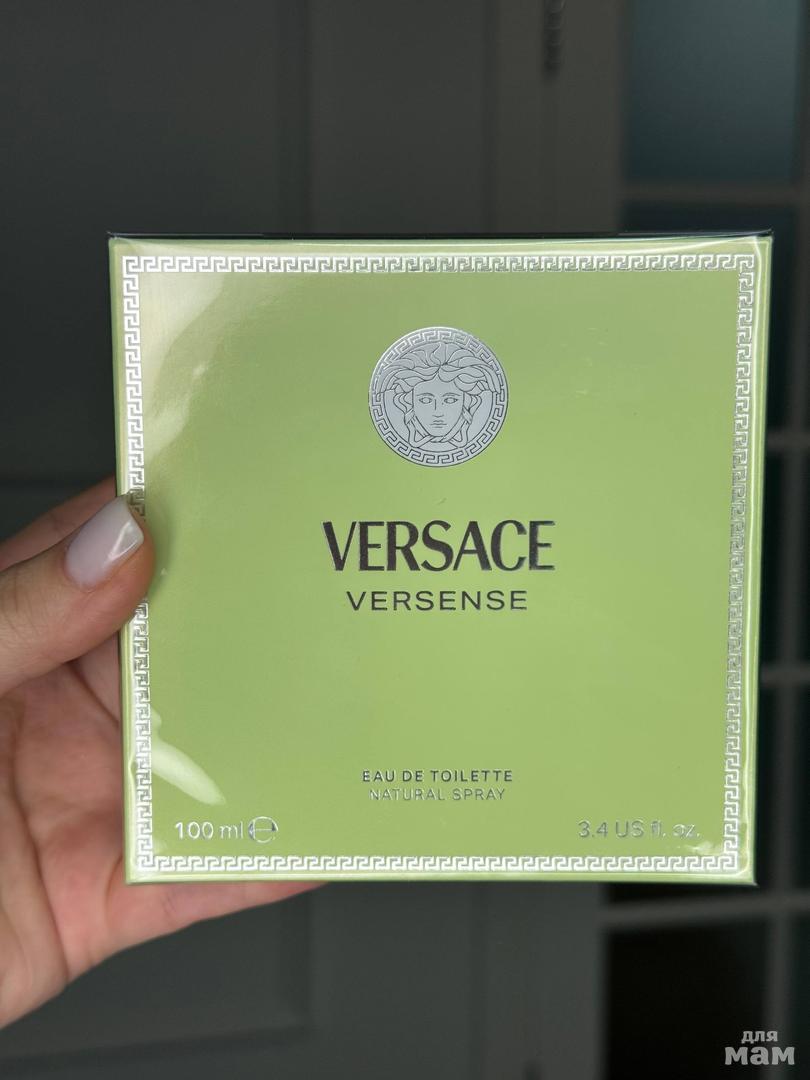 VERSACE
VERSENSE
EAU DE TOILETTE
NATURAL SPRAY
100 ml ℮
3.4 US fl. oz.
для
мам